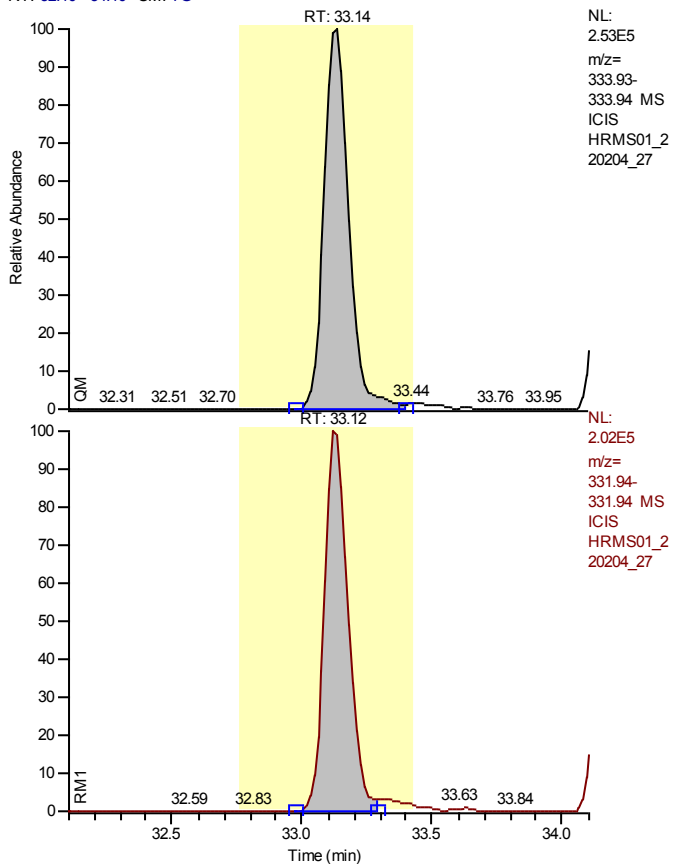 RT: 33.14
NL:
2.53E5
m/z=
333.93-
333.94 MS
ICIS
HRMS01_2
20204_27
100
90
80
70
60
50
40
30
20
10
0
Relative Abundance
QM
32.31 32.51 32.70 33.44 33.76 33.95
RT: 33.12
NL:
2.02E5
m/z=
331.94-
331.94 MS
ICIS
HRMS01_2
20204_27
100
90
80
70
60
50
40
30
20
10
0
RM1
32.59 32.83 33.63 33.84
32.5 33.0 33.5 34.0
Time (min)